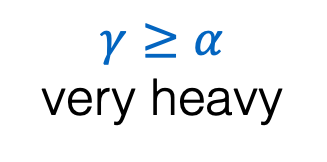 γ ≥ α
very heavy